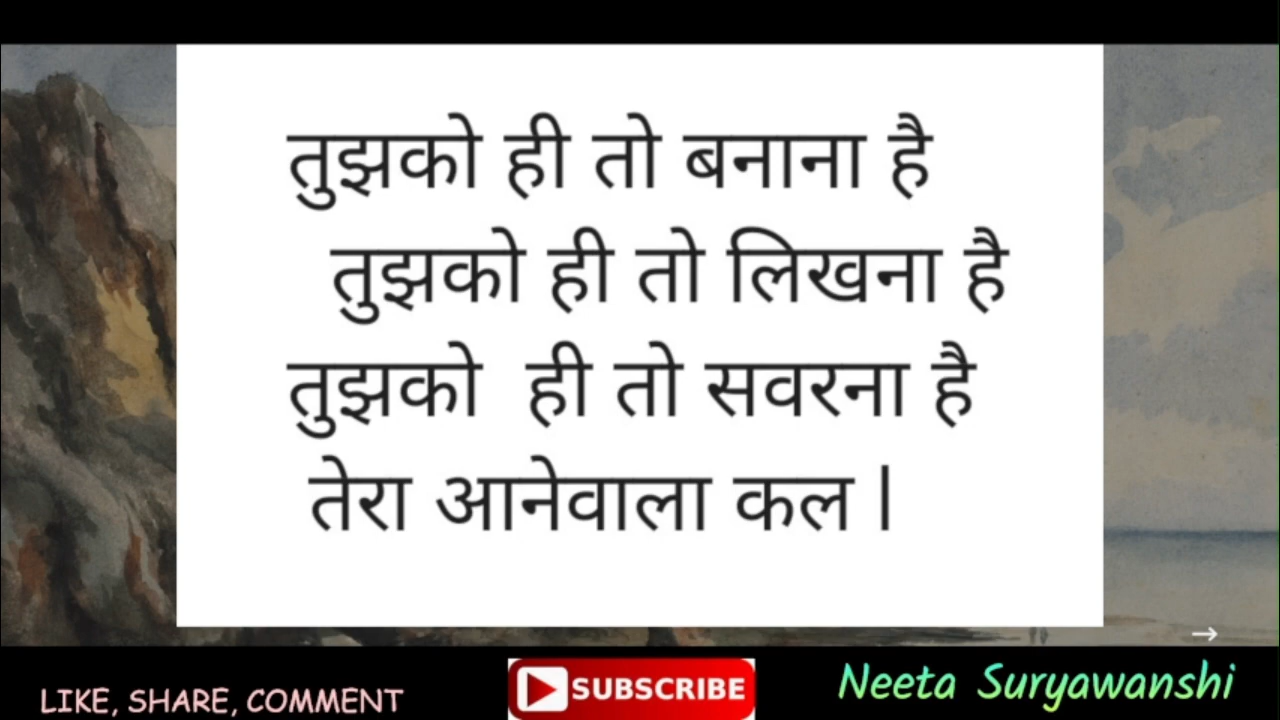 तुझको ही तो बनाना है
तुझको ही तो लिखना है
तुझको ही तो सवरना है
तेरा आनेवाला कल l
→
LIKE, SHARE, COMMENT
SUBSCRIBE
Neeta Suryawanshi